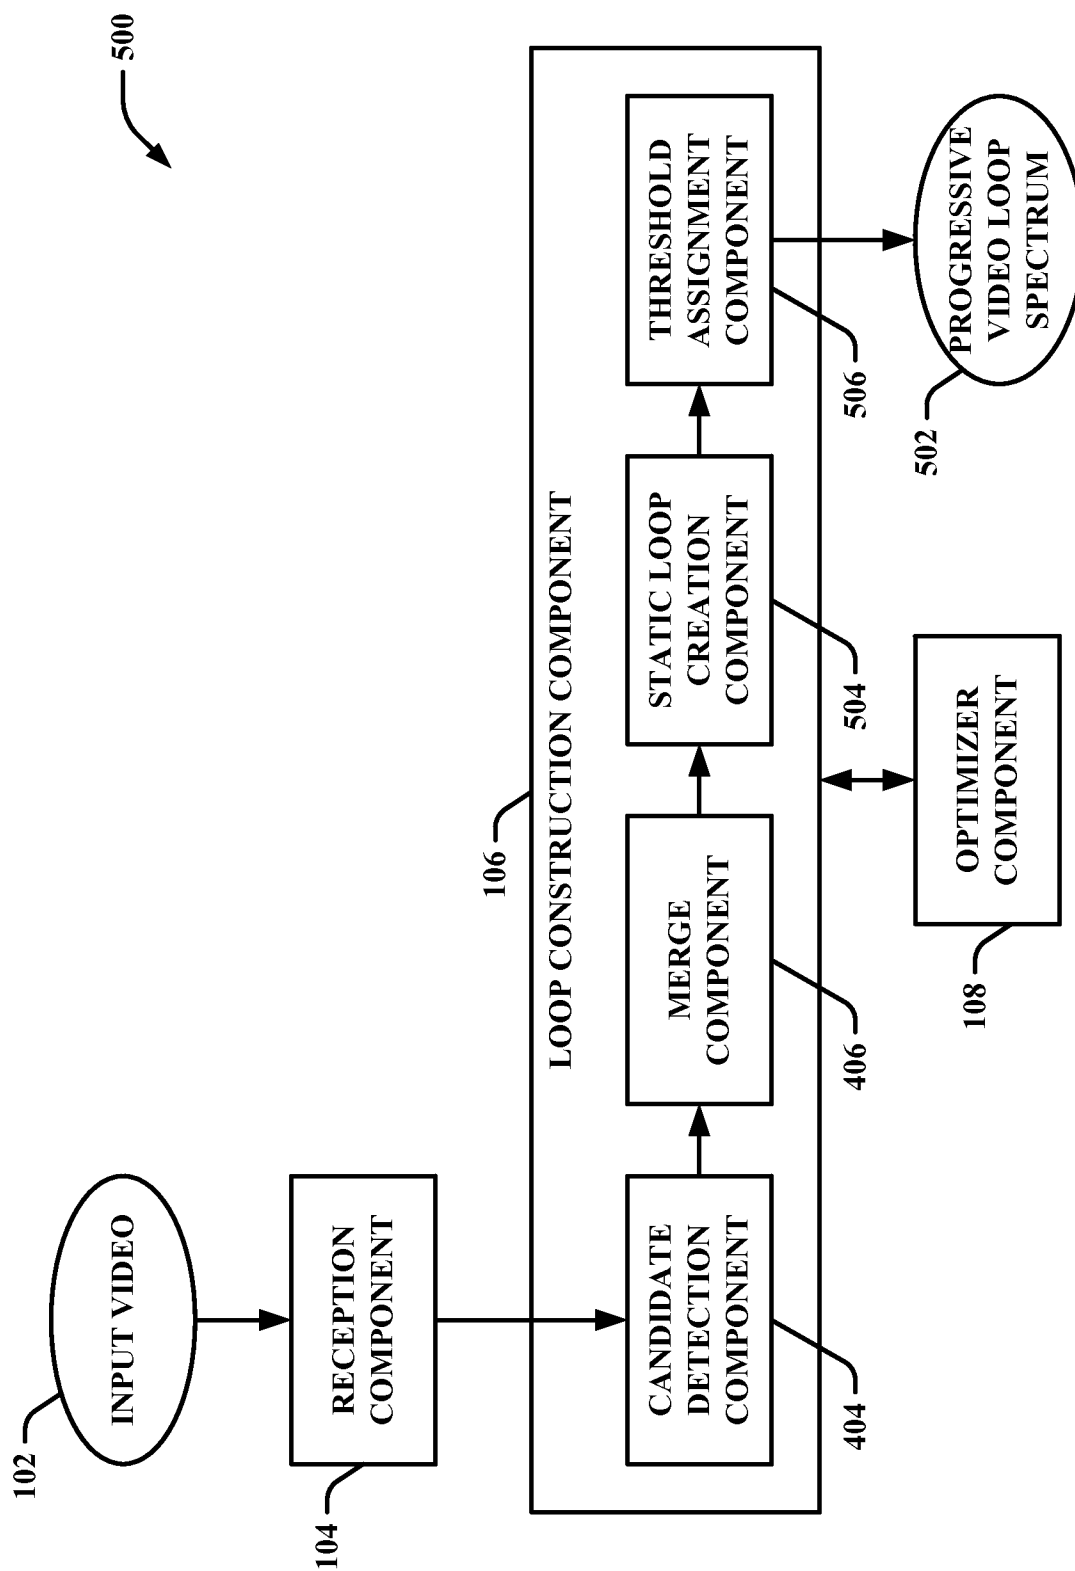 500
INPUT VIDEO
102
RECEPTION
COMPONENT
104
106
LOOP CONSTRUCTION COMPONENT
CANDIDATE
DETECTION
COMPONENT
404
MERGE
COMPONENT
406
STATIC LOOP
CREATION
COMPONENT
504
THRESHOLD
ASSIGNMENT
COMPONENT
506
OPTIMIZER
COMPONENT
108
PROGRESSIVE
VIDEO LOOP
SPECTRUM
502